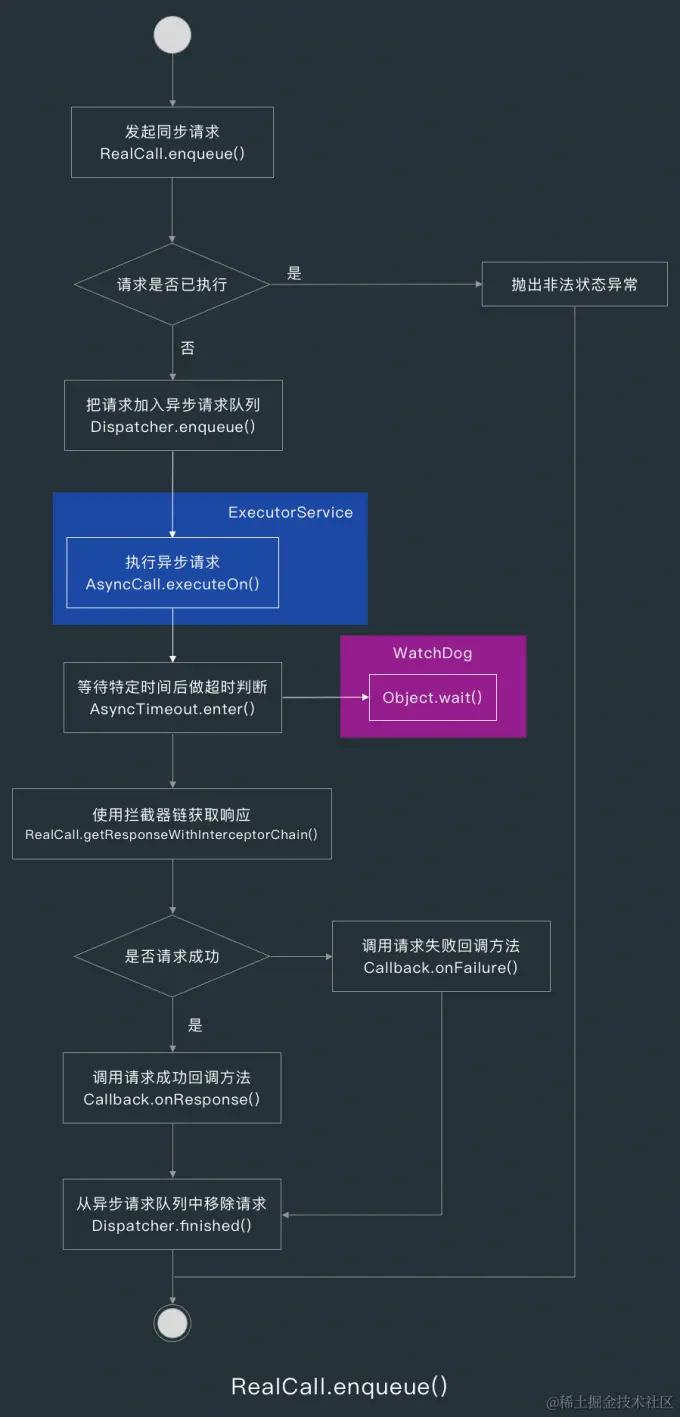 发起同步请求
RealCall.enqueue()
请求是否已执行
是
抛出非法状态异常
否
把请求加入异步请求队列
Dispatcher.enqueue()
ExecutorService
执行异步请求
AsyncCall.executeOn()
WatchDog
等待特定时间后做超时判断
AsyncTimeout.enter()
Object.wait()
使用拦截器链获取响应
RealCall.getResponseWithInterceptorChain()
是否请求成功
调用请求失败回调方法
Callback.onFailure()
是
调用请求成功回调方法
Callback.onResponse()
从异步请求队列中移除请求
Dispatcher.finished()
RealCall.enqueue()
@稀土掘金技术社区